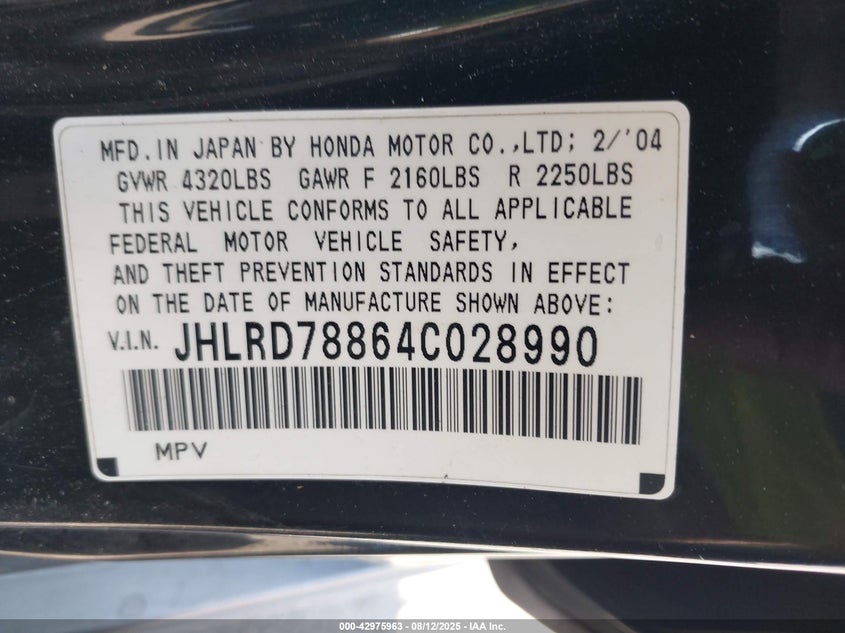 MFD. IN JAPAN BY HONDA MOTOR CO.,LTD; 2/'04
GVWR 4320LBS GAWR F 2160LBS R 2250LBS
THIS VEHICLE CONFORMS TO ALL APPLICABLE
FEDERAL MOTOR VEHICLE SAFETY,
AND THEFT PREVENTION STANDARDS IN EFFECT
ON THE DATE OF MANUFACTURE SHOWN ABOVE:
V.I.N. JHLRD78864C028990
MPV
000-42975963 - 08/12/2025 - IAA Inc.